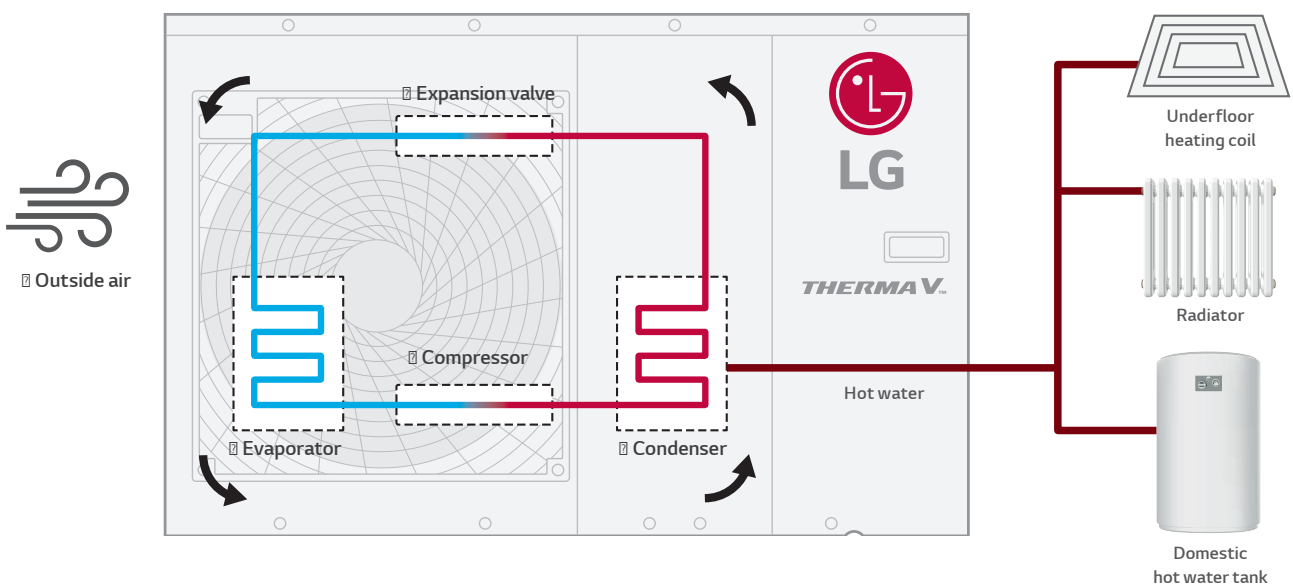 Expansion valve
LG
Underfloor
heating coil
Outside air
THERMA V™
Radiator
Compressor
Hot water
Evaporator
Condenser
Domestic
hot water tank